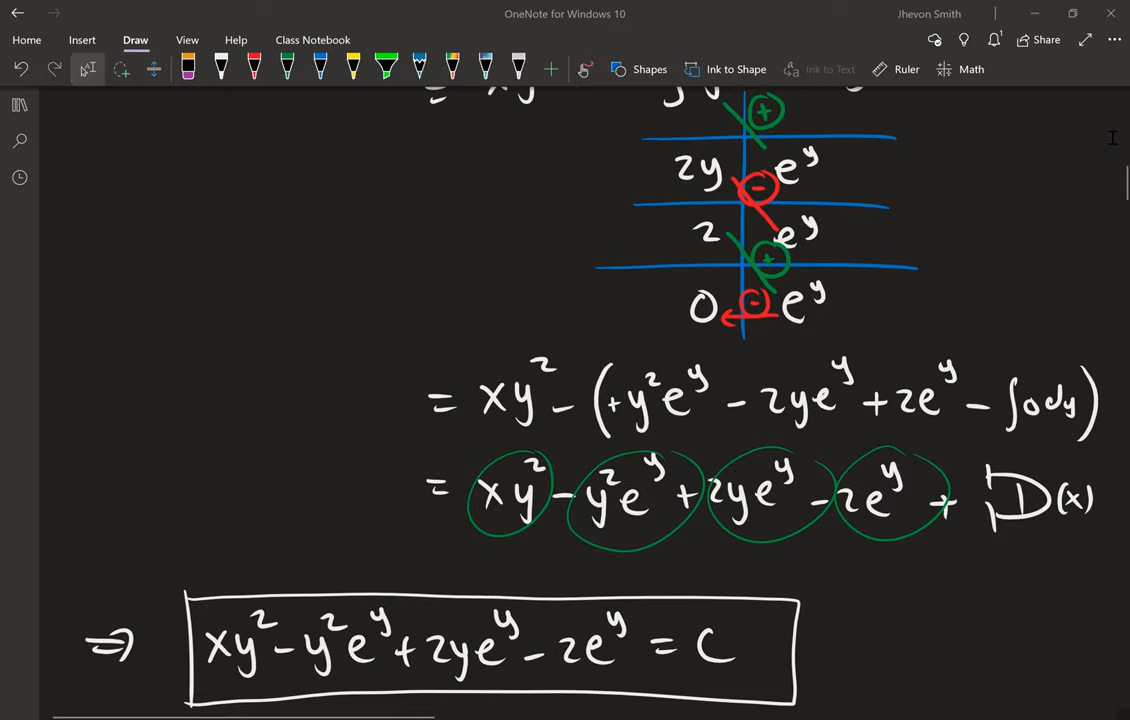 OneNote for Windows 10
Jhevon Smith
Home Insert Draw View Help Class Notebook
Share
Shapes Ink to Shape Ink to Text Ruler Math
= xy
+
2y e^y
-
2 e^y
+
0 - e^y
= xy² - (+y²e^y - 2ye^y + 2e^y - ∫0dy)
= xy² - y²e^y + 2ye^y - 2e^y + D(x)
⇒ xy² - y²e^y + 2ye^y - 2e^y = C